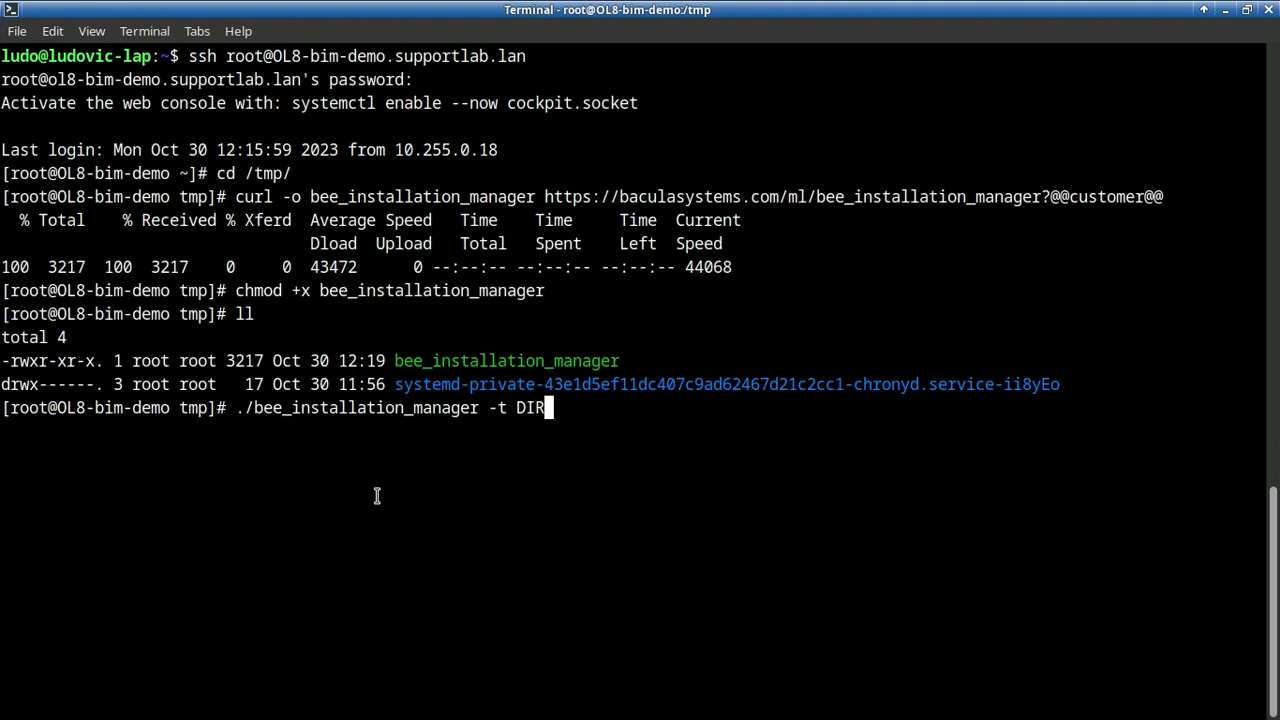 Terminal - root@OL8-bim-demo:/tmp
File Edit View Terminal Tabs Help
ludo@ludovic-lap:~$ ssh root@OL8-bim-demo.supportlab.lan
root@ol8-bim-demo.supportlab.lan's password:
Activate the web console with: systemctl enable --now cockpit.socket
Last login: Mon Oct 30 12:15:59 2023 from 10.255.0.18
[root@OL8-bim-demo ~]# cd /tmp/
[root@OL8-bim-demo tmp]# curl -o bee_installation_manager https://baculasystems.com/ml/bee_installation_manager?@@customer@@
% Total % Received % Xferd Average Speed Time Time Time Current
Dload Upload Total Spent Left Speed
100 3217 100 3217 0 0 43472 0 --:--:-- --:--:-- --:--:-- 44068
[root@OL8-bim-demo tmp]# chmod +x bee_installation_manager
[root@OL8-bim-demo tmp]# ll
total 4
-rwxr-xr-x. 1 root root 3217 Oct 30 12:19 bee_installation_manager
drwx------. 3 root root 17 Oct 30 11:56 systemd-private-43e1d5ef11dc407c9ad62467d21c2cc1-chronyd.service-ii8yEo
[root@OL8-bim-demo tmp]# ./bee_installation_manager -t DIR